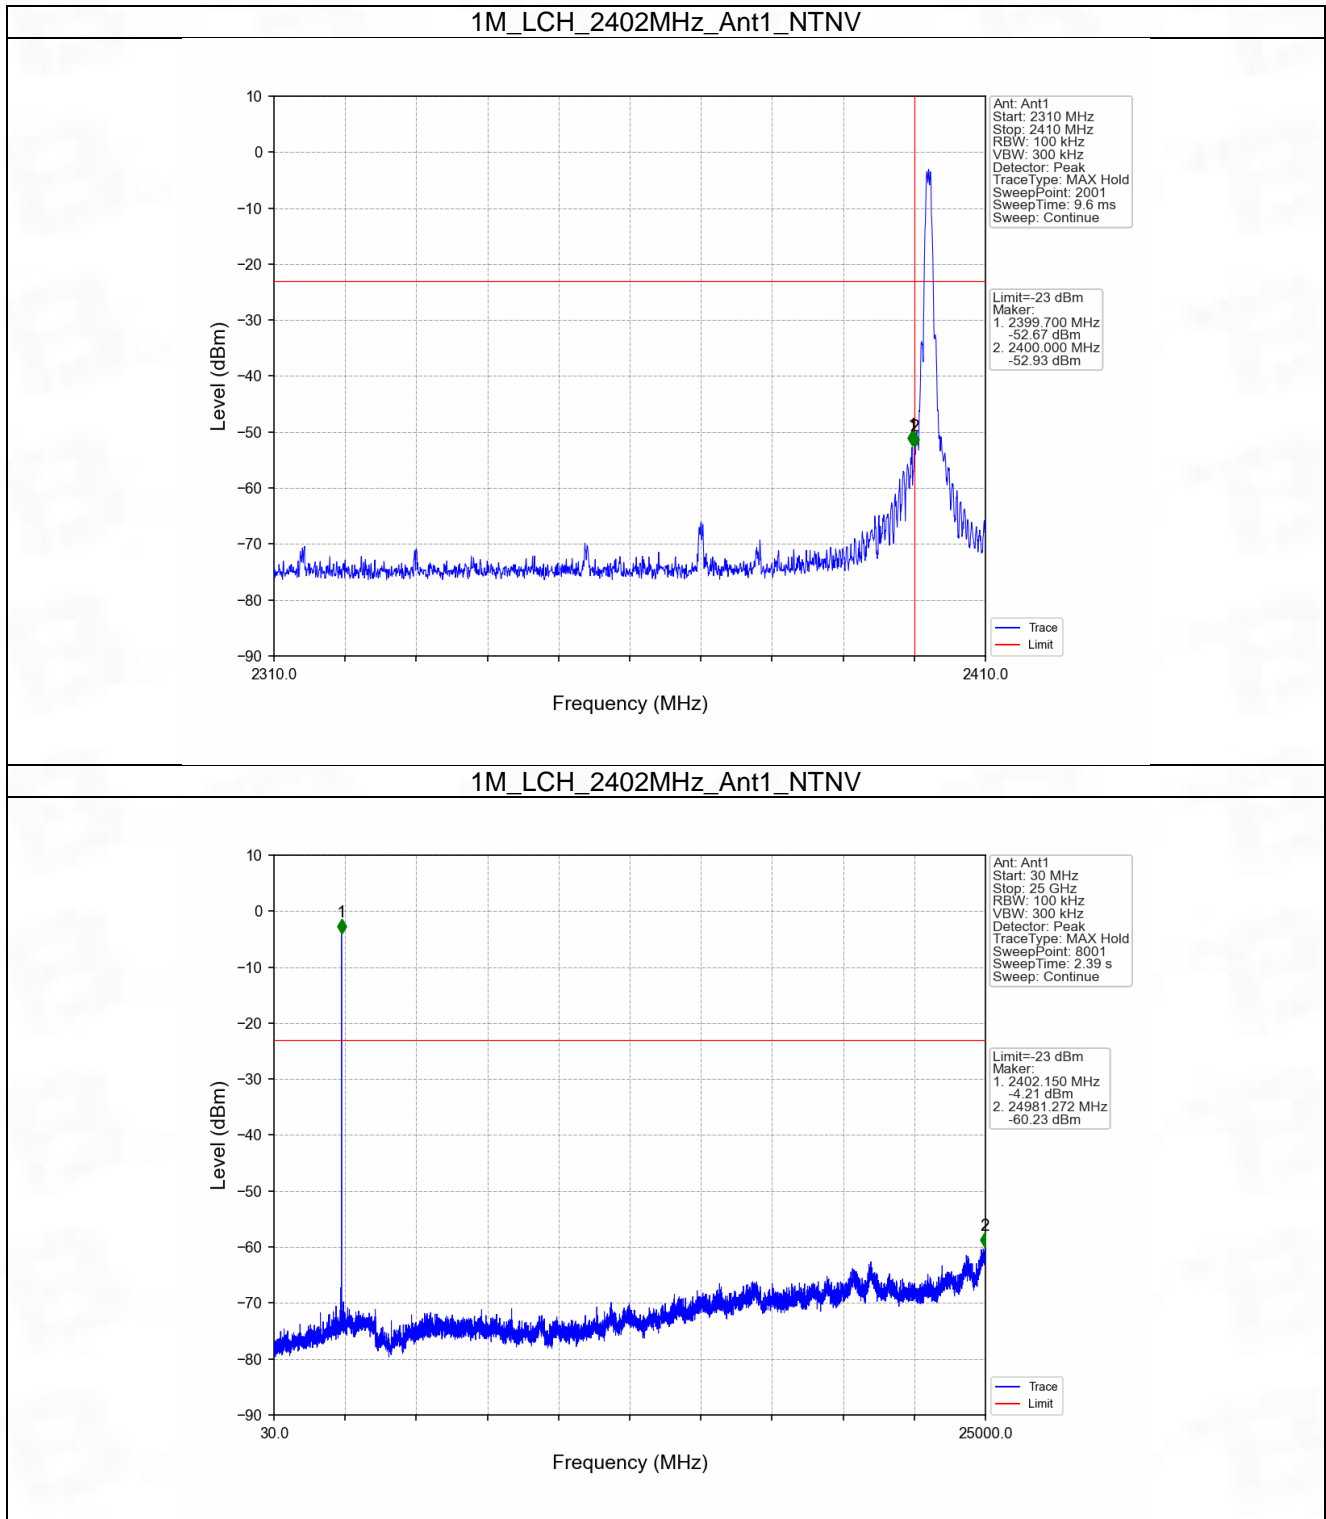 1M_LCH_2402MHz_Ant1_NTNV
10
0
−10
−20
−30
−40
−50
−60
−70
−80
−90
Level (dBm)
2310.0
2410.0
Frequency (MHz)
1
2
Ant: Ant1
Start: 2310 MHz
Stop: 2410 MHz
RBW: 100 kHz
VBW: 300 kHz
Detector: Peak
TraceType: MAX Hold
SweepPoint: 2001
SweepTime: 9.6 ms
Sweep: Continue
Limit=-23 dBm
Maker:
1. 2399.700 MHz
-52.67 dBm
2. 2400.000 MHz
-52.93 dBm
Trace
Limit
1M_LCH_2402MHz_Ant1_NTNV
10
0
−10
−20
−30
−40
−50
−60
−70
−80
−90
Level (dBm)
30.0
25000.0
Frequency (MHz)
1
2
Ant: Ant1
Start: 30 MHz
Stop: 25 GHz
RBW: 100 kHz
VBW: 300 kHz
Detector: Peak
TraceType: MAX Hold
SweepPoint: 8001
SweepTime: 2.39 s
Sweep: Continue
Limit=-23 dBm
Maker:
1. 2402.150 MHz
-4.21 dBm
2. 24981.272 MHz
-60.23 dBm
Trace
Limit